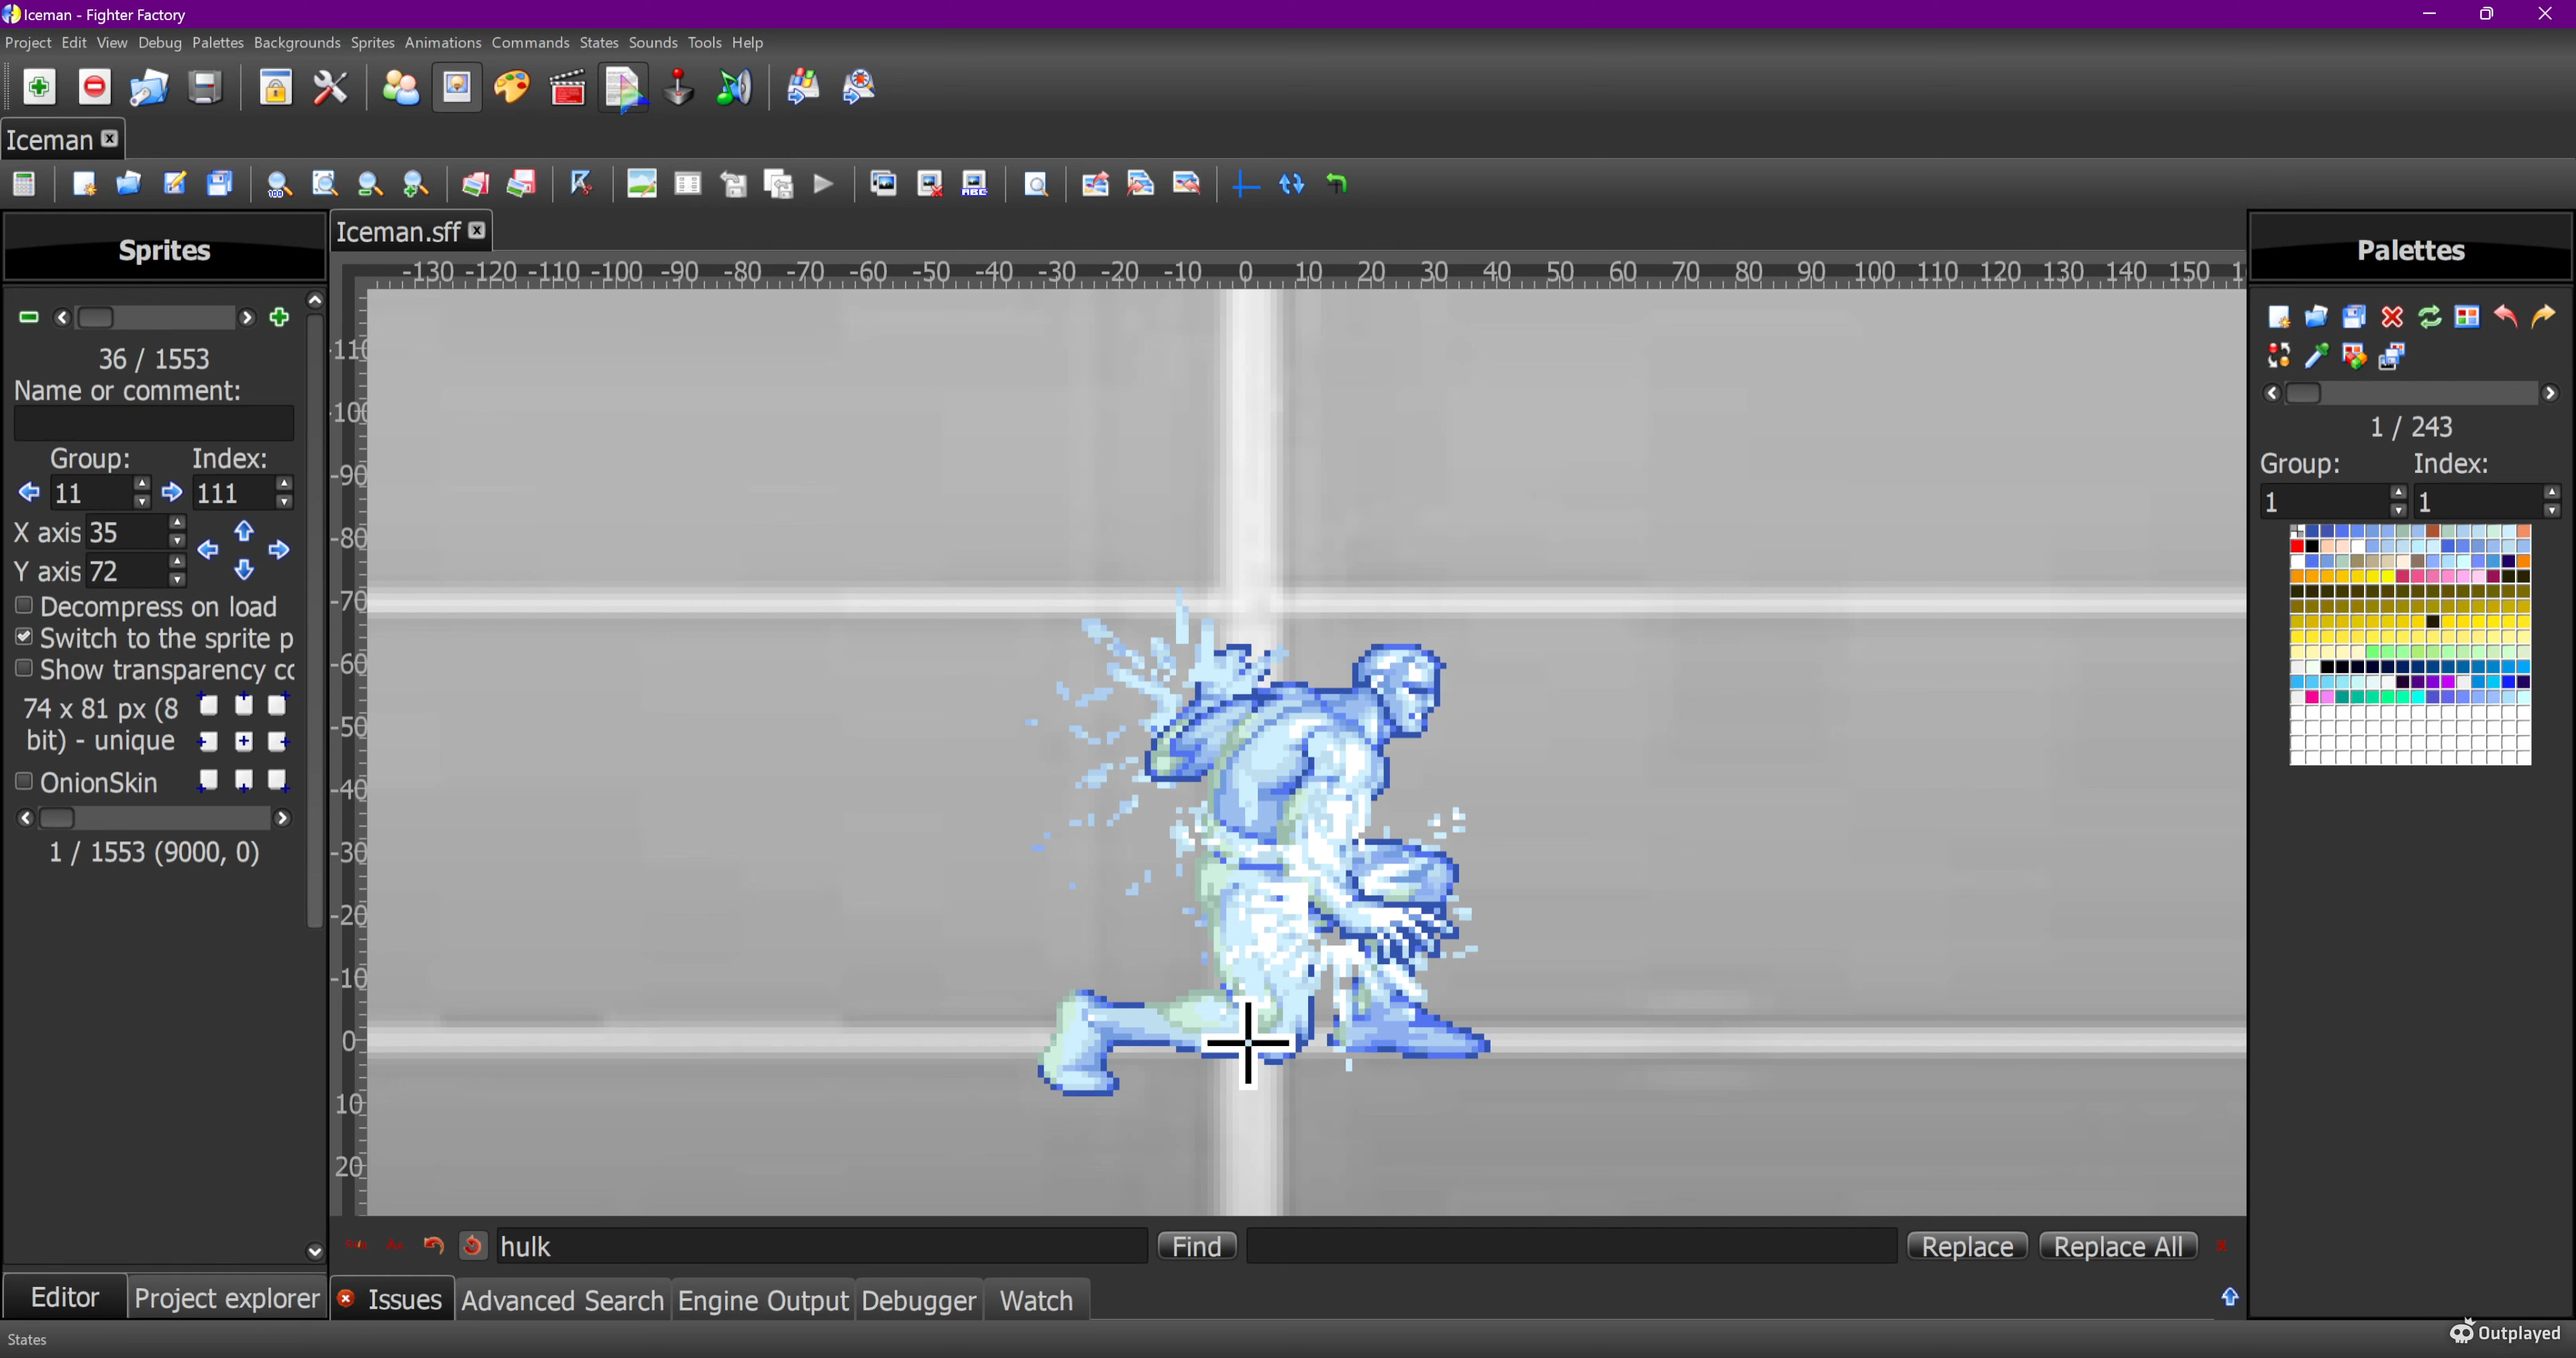 Iceman - Fighter Factory
Project Edit View Debug Palettes Backgrounds Sprites Animations Commands States Sounds Tools Help
Iceman
Sprites
Iceman.sff
Palettes
-130 -120 -110 -100 -90 -80 -70 -60 -50 -40 -30 -20 -10 0 10 20 30 40 50 60 70 80 90 100 110 120 130 140 150
36 / 1553
Name or comment:
Group: Index:
11 111
X axis 35
Y axis 72
Decompress on load
Switch to the sprite p
Show transparency co
74 x 81 px (8
bit) - unique
OnionSkin
1 / 1553 (9000, 0)
-110
-100
-90
-80
-70
-60
-50
-40
-30
-20
-10
0
10
20
1 / 243
Group: Index:
1 1
hulk Find Replace Replace All
Editor Project explorer Issues Advanced Search Engine Output Debugger Watch
States
Outplayed